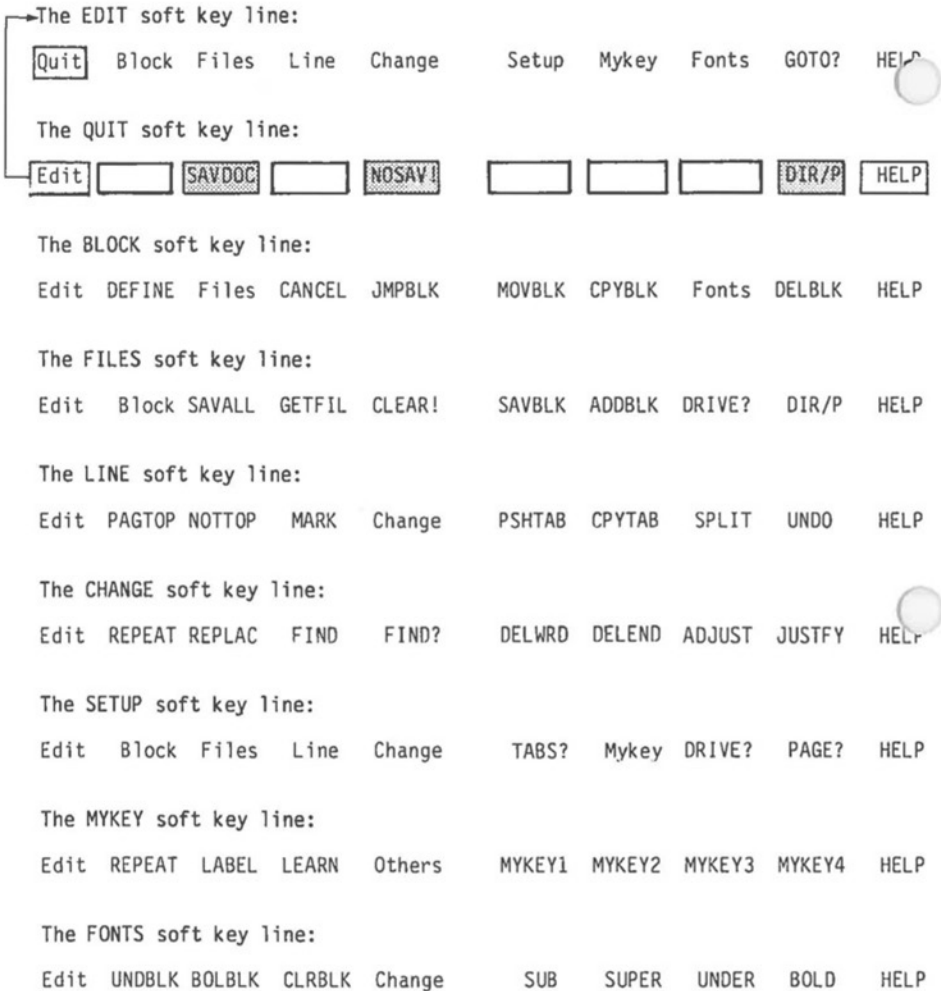 The EDIT soft key line:
Quit Block Files Line Change Setup Mykey Fonts GOTO? HELP
The QUIT soft key line:
Edit SAVDOC NOSAV! DIR/P HELP
The BLOCK soft key line:
Edit DEFINE Files CANCEL JMPBLK MOVBLK CPYBLK Fonts DELBLK HELP
The FILES soft key line:
Edit Block SAVALL GETFIL CLEAR! SAVBLK ADDBLK DRIVE? DIR/P HELP
The LINE soft key line:
Edit PAGTOP NOTTOP MARK Change PSHTAB CPYTAB SPLIT UNDO HELP
The CHANGE soft key line:
Edit REPEAT REPLAC FIND FIND? DELWRD DELEND ADJUST JUSTFY HELP
The SETUP soft key line:
Edit Block Files Line Change TABS? Mykey DRIVE? PAGE? HELP
The MYKEY soft key line:
Edit REPEAT LABEL LEARN Others MYKEY1 MYKEY2 MYKEY3 MYKEY4 HELP
The FONTS soft key line:
Edit UNDBLK BOLBLK CLRBLK Change SUB SUPER UNDER BOLD HELP